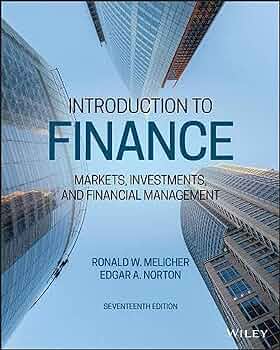 INTRODUCTION TO
FINANCE
MARKETS, INVESTMENTS,
AND FINANCIAL MANAGEMENT
RONALD W. MELICHER
EDGAR A. NORTON
SEVENTEENTH EDITION
WILEY